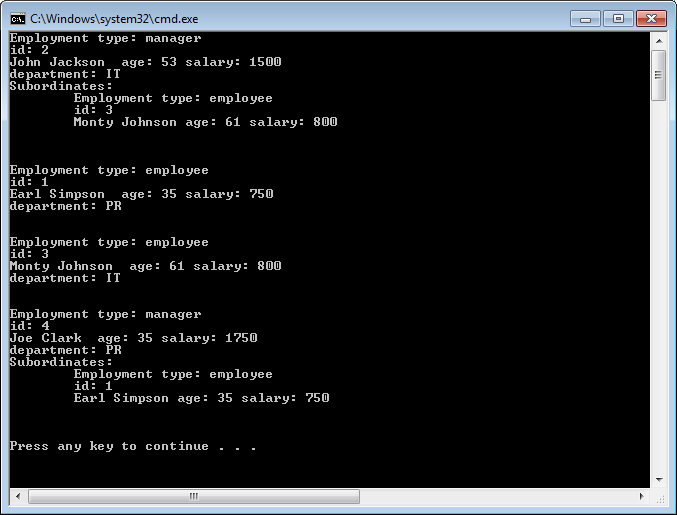 C:\Windows\system32\cmd.exe
Employment type: manager
id: 2
John Jackson  age: 53 salary: 1500
department: IT
Subordinates:
        Employment type: employee
        id: 3
        Monty Johnson age: 61 salary: 800
Employment type: employee
id: 1
Earl Simpson  age: 35 salary: 750
department: PR
Employment type: employee
id: 3
Monty Johnson  age: 61 salary: 800
department: IT
Employment type: manager
id: 4
Joe Clark  age: 35 salary: 1750
department: PR
Subordinates:
        Employment type: employee
        id: 1
        Earl Simpson age: 35 salary: 750
Press any key to continue . . .